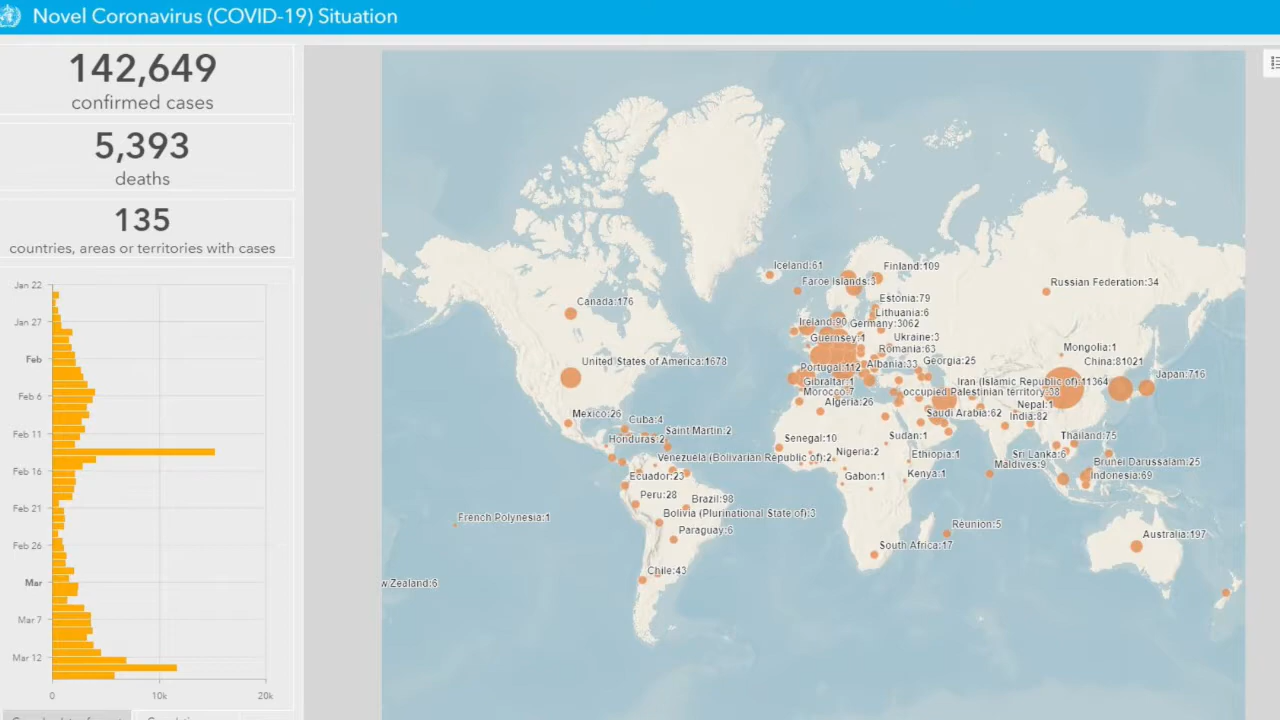 Novel Coronavirus (COVID-19) Situation
142,649
confirmed cases
5,393
deaths
135
countries, areas or territories with cases
Jan 22
Jan 27
Feb
Feb 6
Feb 11
Feb 16
Feb 21
Feb 26
Mar
Mar 7
Mar 12
0
10k
20k
Iceland:61
Finland:109
Faroe Islands:3
Russian Federation:34
Canada:176
Estonia:79
Lithuania:6
Ireland:90
Germany:3062
Guernsey:1
Ukraine:3
Romania:63
Mongolia:1
United States of America:1678
Portugal:112
Albania:33
Georgia:25
China:81021
Japan:716
Gibraltar:1
Iran (Islamic Republic of):11364
Morocco:7
occupied Palestinian territory:38
Algeria:26
Nepal:1
Mexico:26
Cuba:4
Saudi Arabia:62
India:82
Saint Martin:2
Honduras:2
Senegal:10
Sudan:1
Thailand:75
Venezuela (Bolivarian Republic of):2
Nigeria:2
Ethiopia:1
Sri Lanka:6
Maldives:9
Brunei Darussalam:25
Ecuador:23
Gabon:1
Kenya:1
Indonesia:69
Peru:28
Brazil:98
French Polynesia:1
Bolivia (Plurinational State of):3
Paraguay:6
Réunion:5
South Africa:17
Australia:197
Chile:43
w Zealand:6